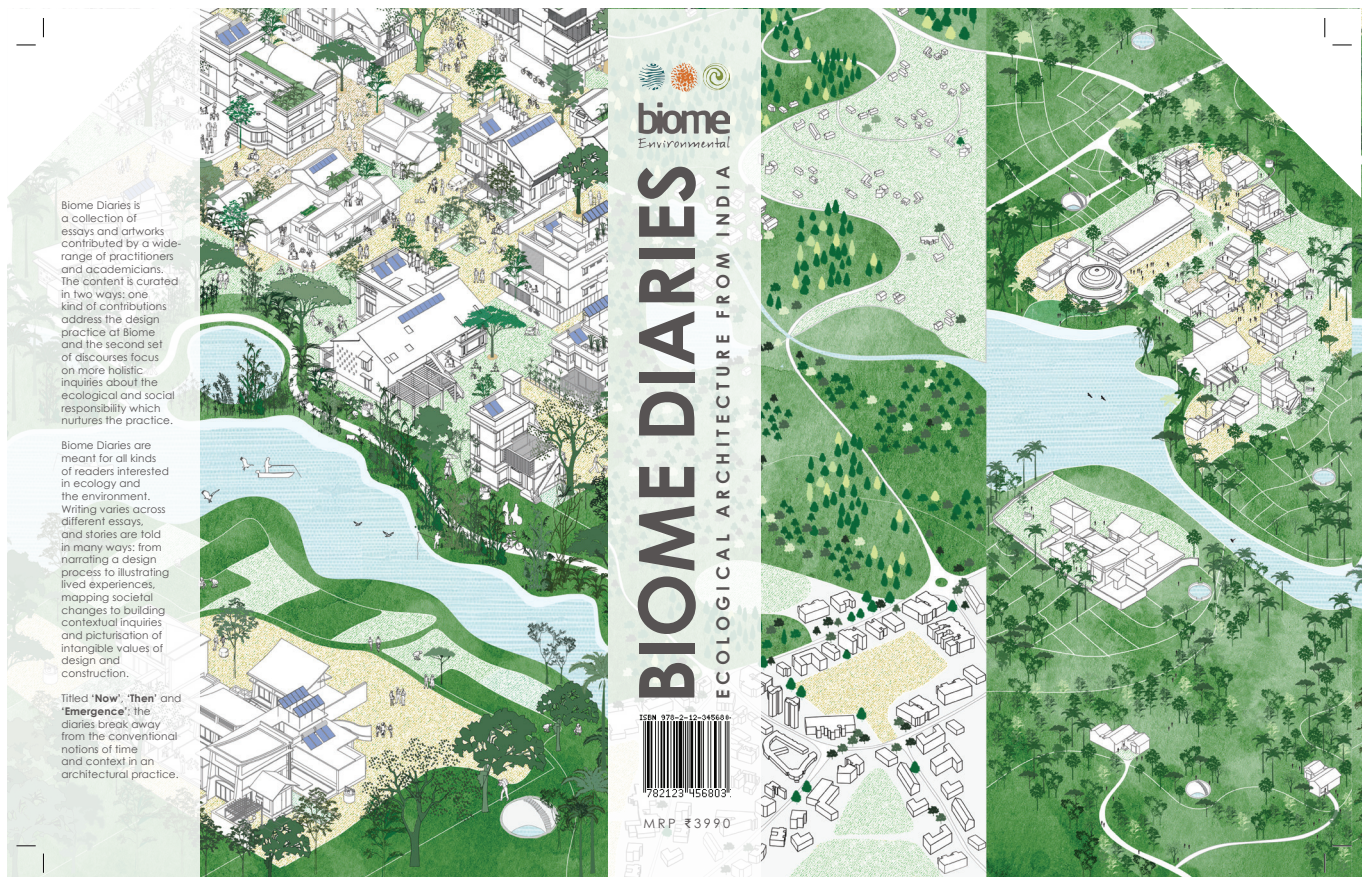 Biome Diaries is
a collection of
essays and artworks
contributed by a wide-
range of practitioners
and academicians.
The content is curated
in two ways: one
kind of contributions
address the design
practice at Biome
and the second set
of discourses focus
on more holistic
inquiries about the
ecological and social
responsibility which
nurtures the practice.
Biome Diaries are
meant for all kinds
of readers interested
in ecology and
the environment.
Writing varies across
different essays,
and stories are told
in many ways: from
narrating a design
process to illustrating
lived experiences,
mapping societal
changes to building
contextual inquiries
and picturisation of
intangible values of
design and
construction.
Titled ‘Now’, ‘Then’ and
‘Emergence’; the
diaries break away
from the conventional
notions of time
and context in an
architectural practice.
biome
Environmental
BIOME DIARIES
ECOLOGICAL ARCHITECTURE FROM INDIA
ISBN 978-2-12-345680-
782123 456803
MRP ₹3990